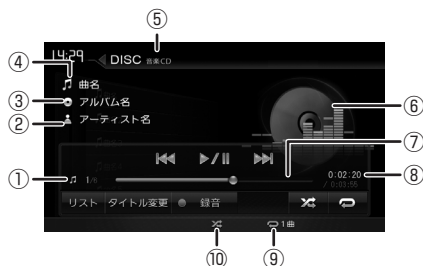 ⑤
14:29 DISC 音楽CD
④
曲名
③ アルバム名
② アーティスト名
⑥
⑦
① 1/8
0:02:20 ⑧
/ 0:03:55
リスト タイトル変更 ● 録音
1曲
⑩ ⑨